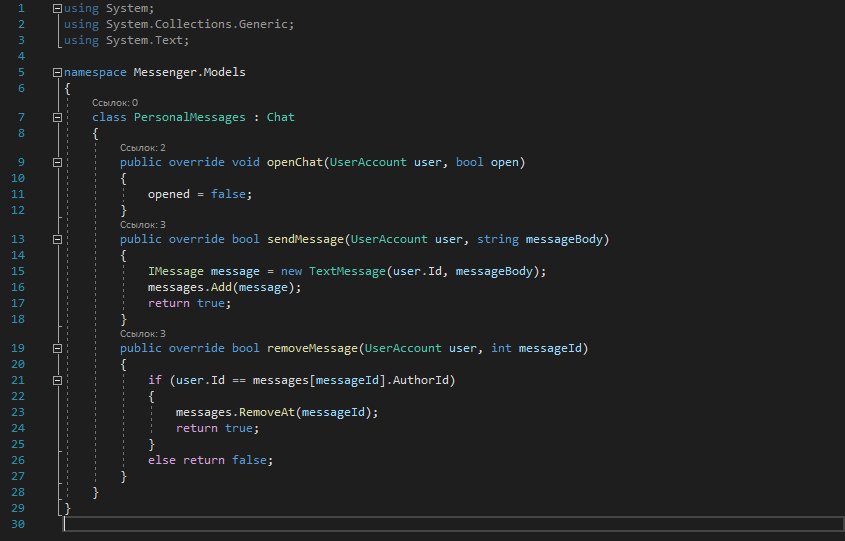 1 using System;
2 using System.Collections.Generic;
3 using System.Text;
4
5 namespace Messenger.Models
6 {
Ссылок: 0
7 class PersonalMessages : Chat
8 {
Ссылок: 2
9 public override void openChat(UserAccount user, bool open)
10 {
11 opened = false;
12 }
Ссылок: 3
13 public override bool sendMessage(UserAccount user, string messageBody)
14 {
15 IMessage message = new TextMessage(user.Id, messageBody);
16 messages.Add(message);
17 return true;
18 }
Ссылок: 3
19 public override bool removeMessage(UserAccount user, int messageId)
20 {
21 if (user.Id == messages[messageId].AuthorId)
22 {
23 messages.RemoveAt(messageId);
24 return true;
25 }
26 else return false;
27 }
28 }
29 }
30